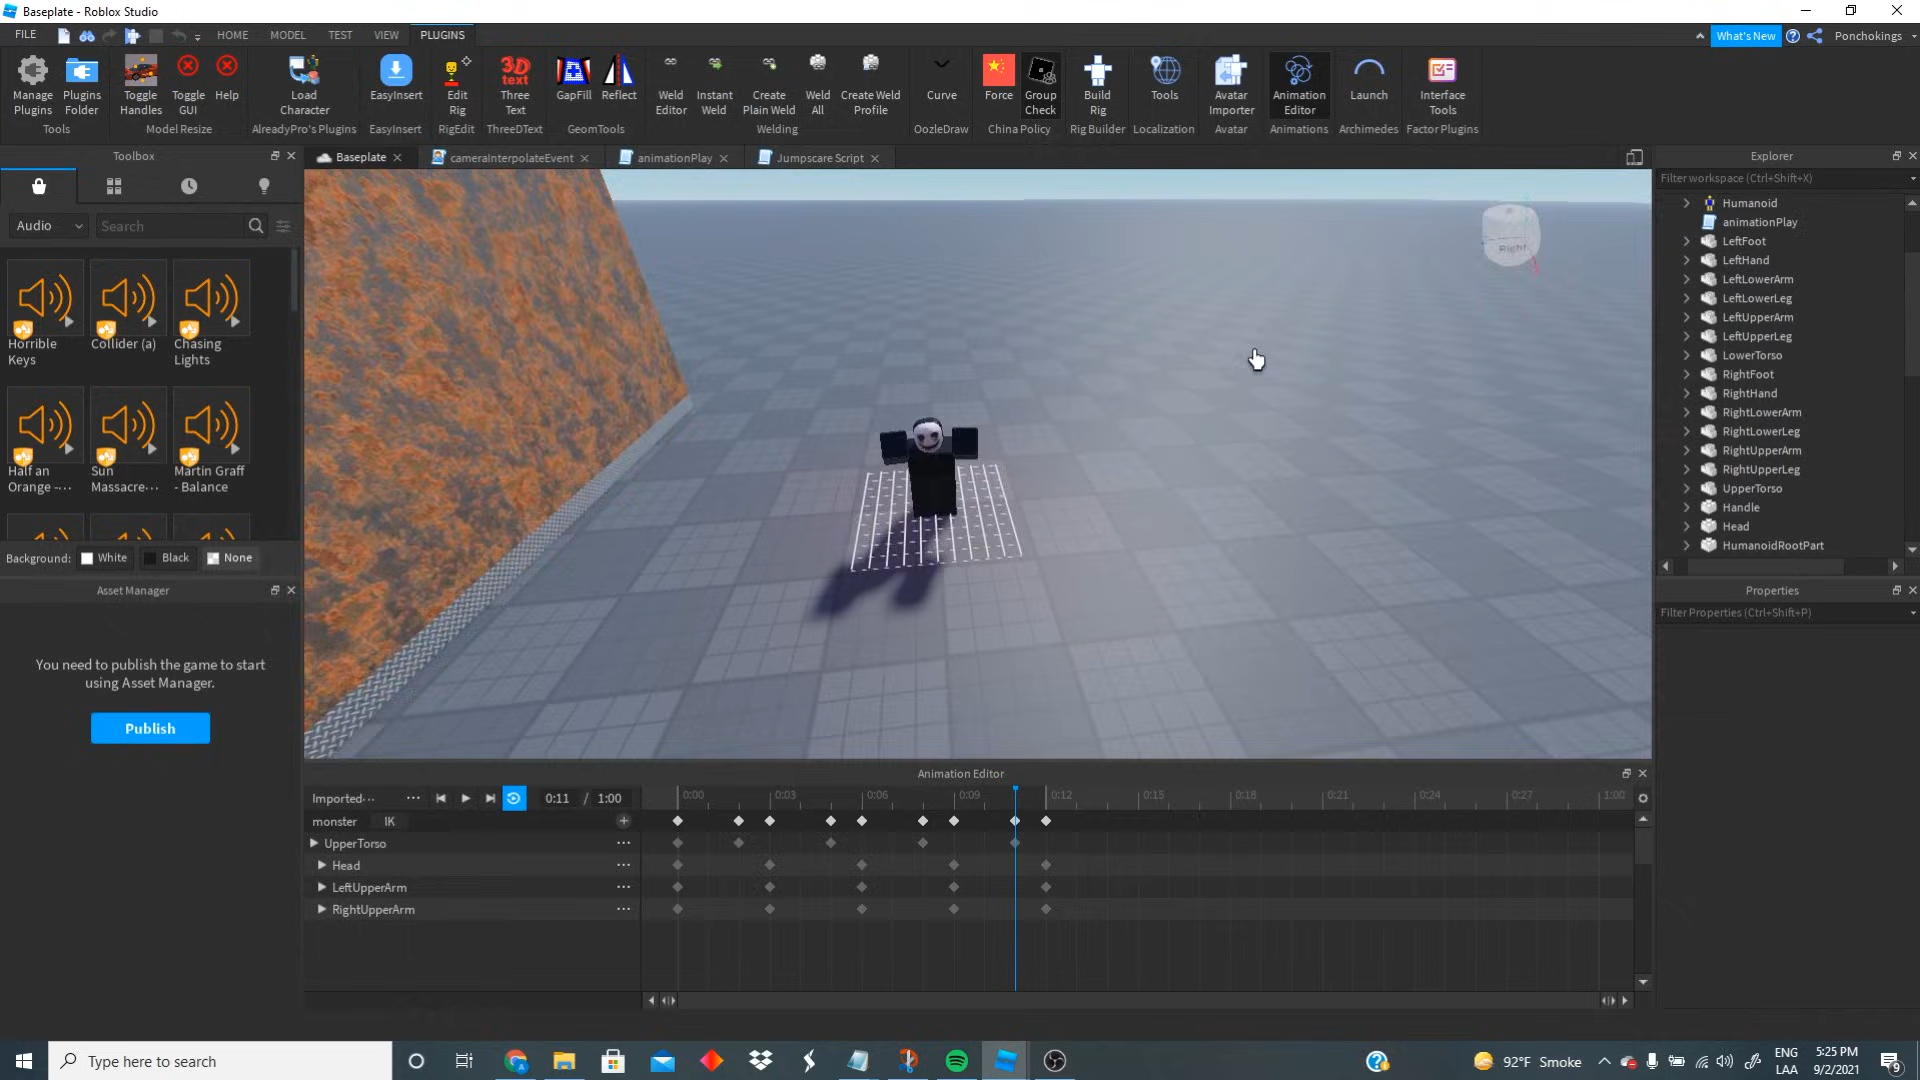 Baseplate - Roblox Studio
FILE
HOME
MODEL
TEST
VIEW
PLUGINS
What's New
Ponchokings
Manage Plugins
Plugins Folder
Tools
Toggle Handles
Toggle GUI
Help
Model Resize
Load Character
AlreadyPro's Plugins
EasyInsert
EasyInsert
Edit Rig
RigEdit
3D text
Three Text
ThreeDText
GapFill
Reflect
GeomTools
Weld Editor
Instant Weld
Create Plain Weld
Weld All
Create Weld Profile
Welding
Curve
OozleDraw
Force
Group Check
China Policy
Build Rig
Rig Builder
Tools
Localization
Avatar Importer
Avatar
Animation Editor
Animations
Launch
Archimedes
Interface Tools
Factor Plugins
Toolbox
Baseplate
cameraInterpolateEvent
animationPlay
Jumpscare Script
Audio
Search
Horrible Keys
Collider (a)
Chasing Lights
Half an Orange -...
Sun Massacre...
Martin Graff - Balance
Background:
White
Black
None
Asset Manager
You need to publish the game to start
using Asset Manager.
Publish
Right
Explorer
Filter workspace (Ctrl+Shift+X)
Humanoid
animationPlay
LeftFoot
LeftHand
LeftLowerArm
LeftLowerLeg
LeftUpperArm
LeftUpperLeg
LowerTorso
RightFoot
RightHand
RightLowerArm
RightLowerLeg
RightUpperArm
RightUpperLeg
UpperTorso
Handle
Head
HumanoidRootPart
Properties
Filter Properties (Ctrl+Shift+P)
Animation Editor
Imported...
0:11 / 1:00
0:00
0:03
0:06
0:09
0:12
0:15
0:18
0:21
0:24
0:27
1:00
monster
IK
UpperTorso
Head
LeftUpperArm
RightUpperArm
Type here to search
92°F Smoke
ENG
LAA
5:25 PM
9/2/2021
9